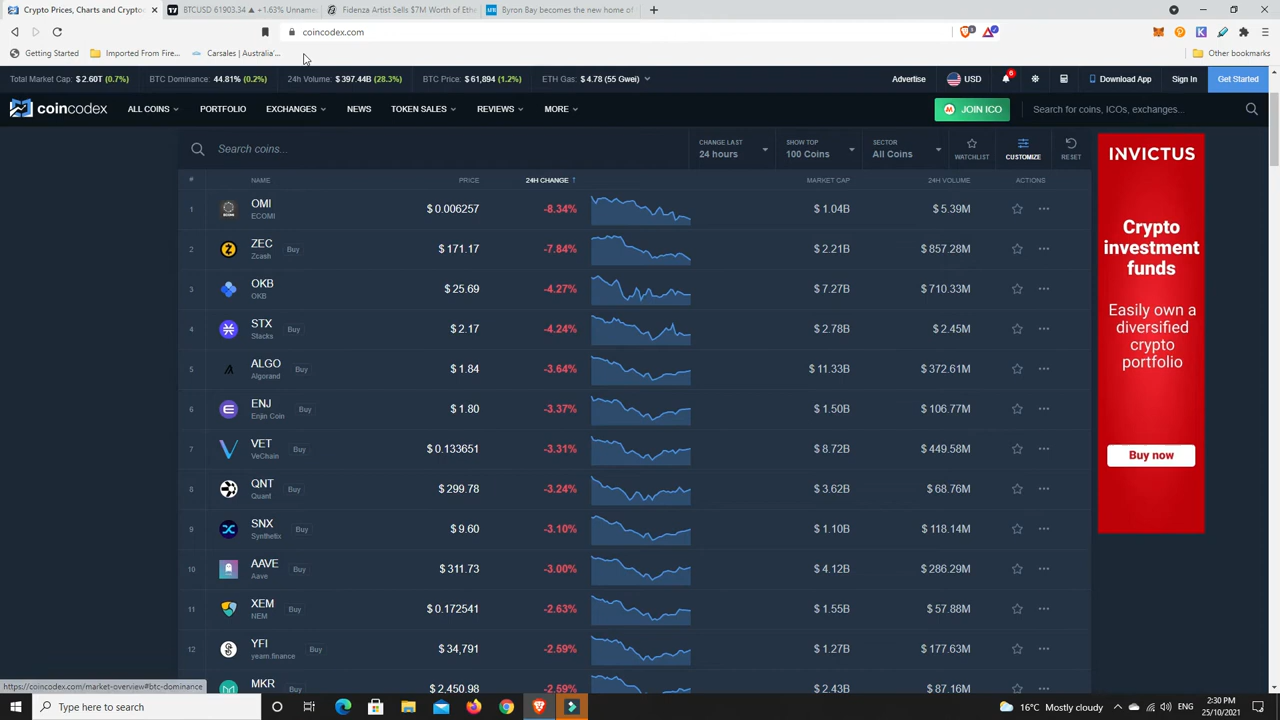 Crypto Prices, Charts and Crypto BTCUSD 61903.34 ▲ +1.63% Unname Fidenza Artist Sells $7M Worth of Eth Byron Bay becomes the new home of
coincodex.com
Getting Started Imported From Fire... Carsales | Australia'... Other bookmarks
Total Market Cap: $ 2.60T (0.7%) BTC Dominance: 44.81% (0.2%) 24h Volume: $ 397.44B (28.3%) BTC Price: $ 61,894 (1.2%) ETH Gas: $ 4.78 (55 Gwei) Advertise USD 6 Download App Sign In Get Started
coincodex ALL COINS PORTFOLIO EXCHANGES NEWS TOKEN SALES REVIEWS MORE JOIN ICO Search for coins, ICOs, exchanges...
Search coins... CHANGE LAST 24 hours SHOW TOP 100 Coins SECTOR All Coins WATCHLIST CUSTOMIZE RESET
# NAME PRICE 24H CHANGE ↑ MARKET CAP 24H VOLUME ACTIONS
1 OMI ECOMI $ 0.006257 -8.34% $ 1.04B $ 5.39M
2 ZEC Zcash Buy $ 171.17 -7.84% $ 2.21B $ 857.28M
3 OKB OKB $ 25.69 -4.27% $ 7.27B $ 710.33M
4 STX Stacks Buy $ 2.17 -4.24% $ 2.78B $ 2.45M
5 ALGO Algorand Buy $ 1.84 -3.64% $ 11.33B $ 372.61M
6 ENJ Enjin Coin Buy $ 1.80 -3.37% $ 1.50B $ 106.77M
7 VET VeChain Buy $ 0.133651 -3.31% $ 8.72B $ 449.58M
8 QNT Quant Buy $ 299.78 -3.24% $ 3.62B $ 68.76M
9 SNX Synthetix Buy $ 9.60 -3.10% $ 1.10B $ 118.14M
10 AAVE Aave Buy $ 311.73 -3.00% $ 4.12B $ 286.29M
11 XEM NEM Buy $ 0.172541 -2.63% $ 1.55B $ 57.88M
12 YFI yearn.finance Buy $ 34,791 -2.59% $ 1.27B $ 177.63M
MKR Buy $ 2,450.98 -2.59% $ 2.43B $ 87.16M
INVICTUS
Crypto
investment
funds
Easily own a
diversified
crypto
portfolio
Buy now
https://coincodex.com/market-overview#btc-dominance
Type here to search 16°C Mostly cloudy ENG 2:30 PM
25/10/2021